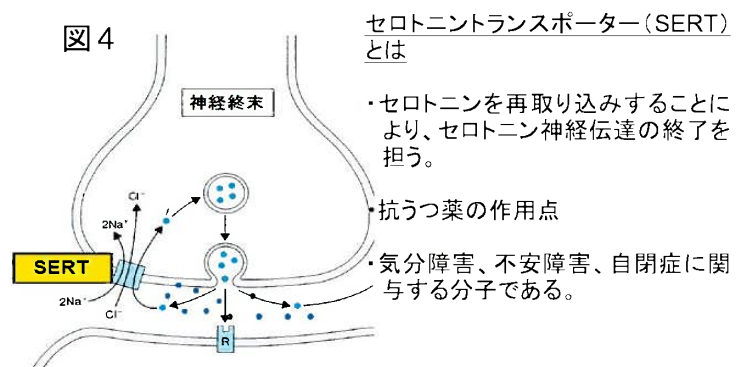 図4
神経終末
Cl⁻
2Na⁺
SERT
2Na⁺
Cl⁻
R
セロトニントランスポーター(SERT)
とは
・セロトニンを再取り込みすることに
より、セロトニン神経伝達の終了を
担う。
・抗うつ薬の作用点
・気分障害、不安障害、自閉症に関
与する分子である。